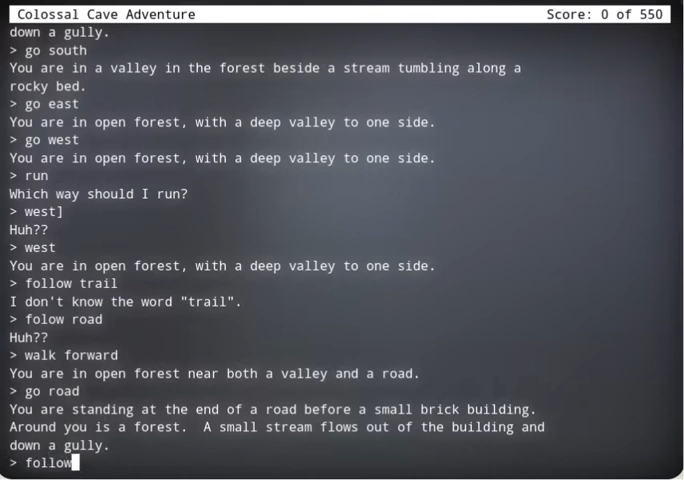 Colossal Cave Adventure Score: 0 of 550
down a gully.
> go south
You are in a valley in the forest beside a stream tumbling along a
rocky bed.
> go east
You are in open forest, with a deep valley to one side.
> go west
You are in open forest, with a deep valley to one side.
> run
Which way should I run?
> west]
Huh??
> west
You are in open forest, with a deep valley to one side.
> follow trail
I don't know the word "trail".
> folow road
Huh??
> walk forward
You are in open forest near both a valley and a road.
> go road
You are standing at the end of a road before a small brick building.
Around you is a forest.  A small stream flows out of the building and
down a gully.
> follow